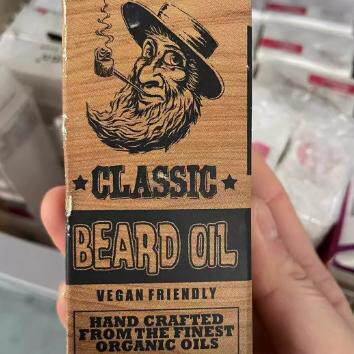 CLASSIC
BEARD OIL
VEGAN FRIENDLY
HAND CRAFTED
FROM THE FINEST
ORGANIC OILS